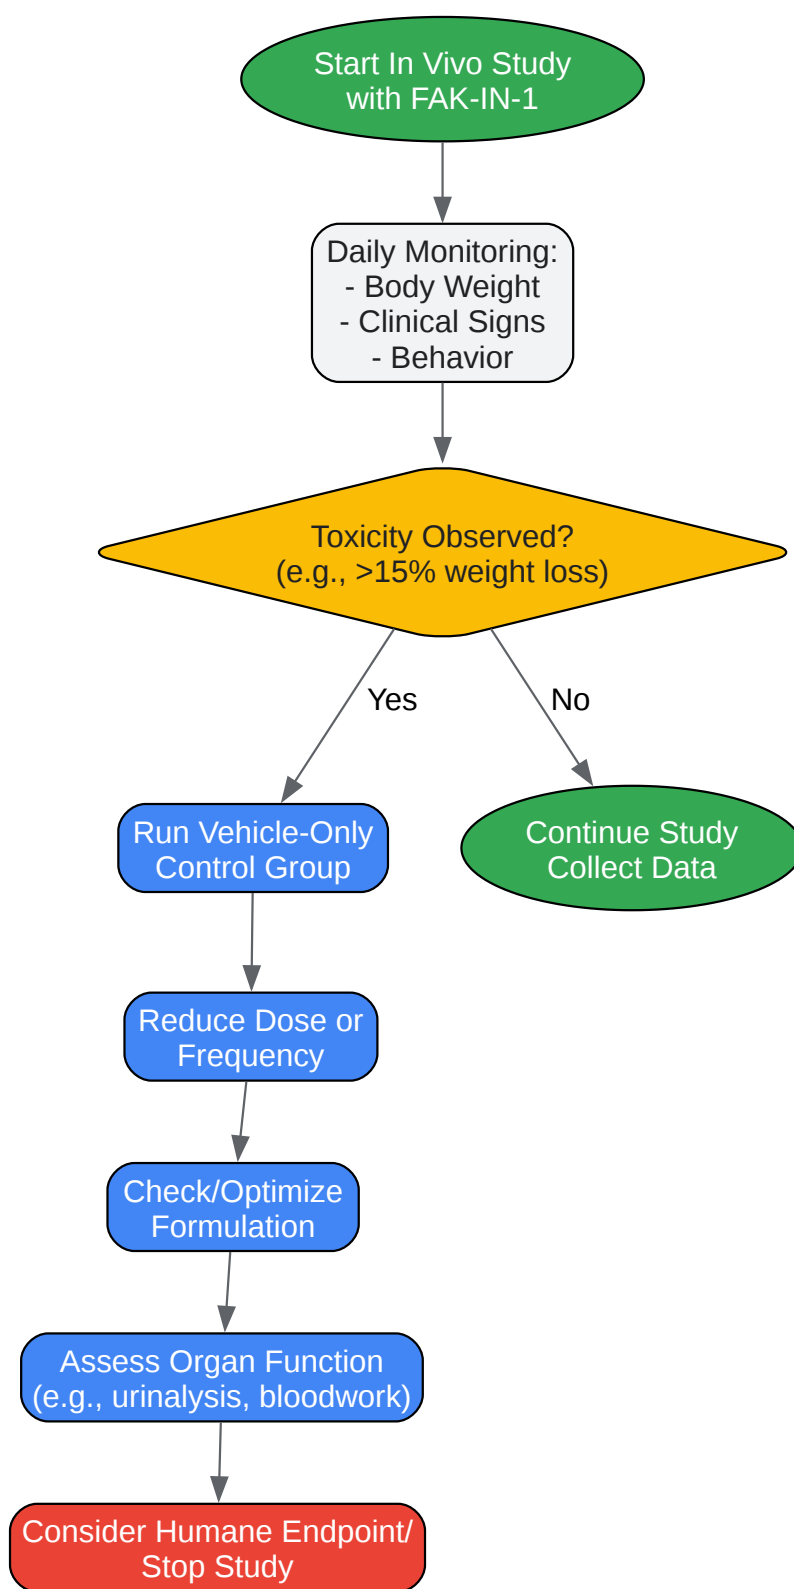 Start In Vivo Study
with FAK-IN-1
Daily Monitoring:
- Body Weight
- Clinical Signs
- Behavior
Toxicity Observed?
(e.g., >15% weight loss)
Yes
No
Run Vehicle-Only
Control Group
Continue Study
Collect Data
Reduce Dose or
Frequency
Check/Optimize
Formulation
Assess Organ Function
(e.g., urinalysis, bloodwork)
Consider Humane Endpoint/
Stop Study